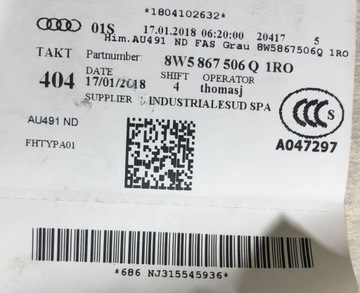 *1804102632*
01S 17.01.2018 06:20:00 20417 5
Him.AU491 ND FAS Grau 8W5867506Q 1RO
TAKT Partnumber: 8W5 867 506 Q 1RO
404 DATE SHIFT OPERATOR
17/01/2018 4 thomasj
SUPPLIER INDUSTRIALESUD SPA
CCC S
AU491 ND
A047297
FHTYPA01
*686 NJ315545936*